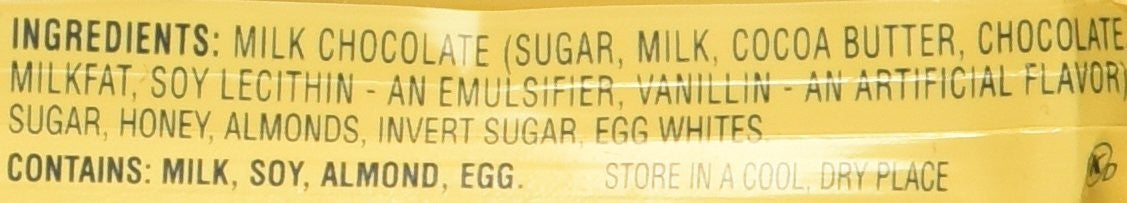 INGREDIENTS: MILK CHOCOLATE (SUGAR, MILK, COCOA BUTTER, CHOCOLATE
MILKFAT, SOY LECITHIN - AN EMULSIFIER, VANILLIN - AN ARTIFICIAL FLAVOR)
SUGAR, HONEY, ALMONDS, INVERT SUGAR, EGG WHITES
CONTAINS: MILK, SOY, ALMOND, EGG. STORE IN A COOL, DRY PLACE
K D